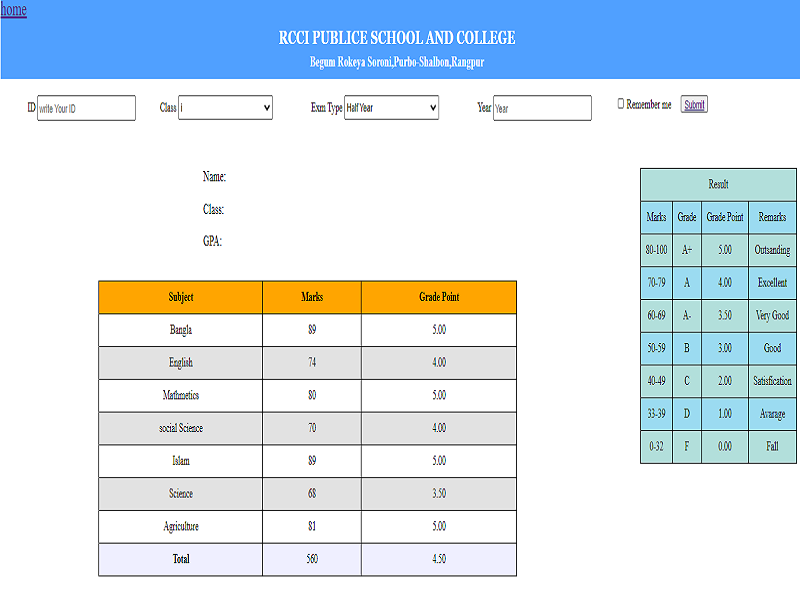 home
RCCI PUBLICE SCHOOL AND COLLEGE
Begum Rokeya Soroni,Purbo-Shalbon,Rangpur
ID write Your ID Class i Exm Type Half Year Year Year Remember me Submit
Name:
Class:
GPA:
Subject Marks Grade Point
Bangla 89 5.00
English 74 4.00
Mathmetics 80 5.00
social Science 70 4.00
Islam 89 5.00
Science 68 3.50
Agriculture 81 5.00
Total 560 4.50
Result
Marks Grade Grade Point Remarks
80-100 A+ 5.00 Outsanding
70-79 A 4.00 Excellent
60-69 A- 3.50 Very Good
50-59 B 3.00 Good
40-49 C 2.00 Satisfication
33-39 D 1.00 Avarage
0-32 F 0.00 Fall